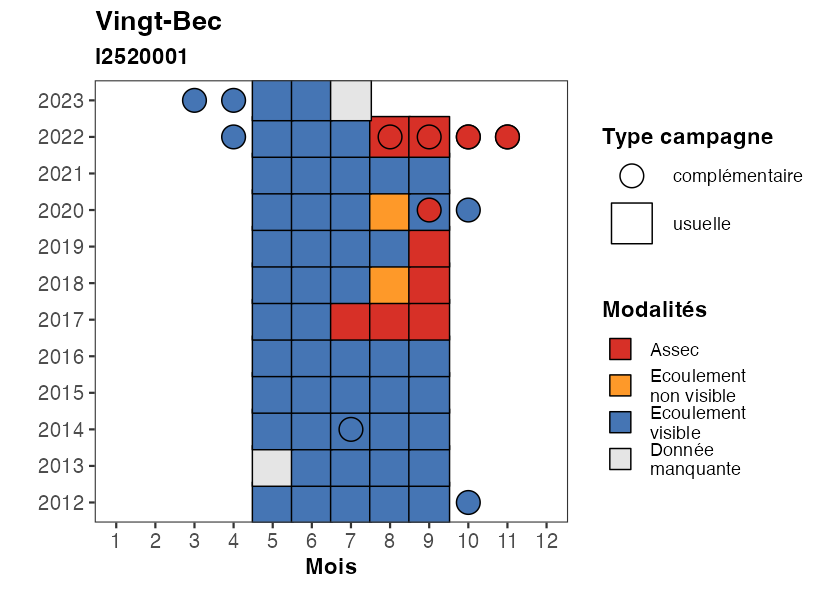 Vingt-Bec
I2520001
2023
2022
2021
2020
2019
2018
2017
2016
2015
2014
2013
2012
1 2 3 4 5 6 7 8 9 10 11 12
Mois
Type campagne
complémentaire
usuelle
Modalités
Assec
Ecoulement
non visible
Ecoulement
visible
Donnée
manquante